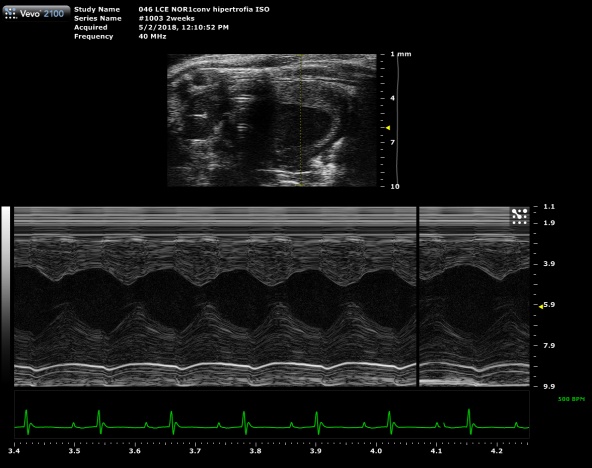 Vevo 2100
Study Name 046 LCE NOR1conv hipertrofia ISO
Series Name #1003 2weeks
Acquired 5/2/2018, 12:10:52 PM
Frequency 40 MHz
1 mm
4
7
10
1.1
1.9
3.9
5.9
7.9
9.9
500 BPM
3.4 3.5 3.6 3.7 3.8 3.9 4.0 4.1 4.2